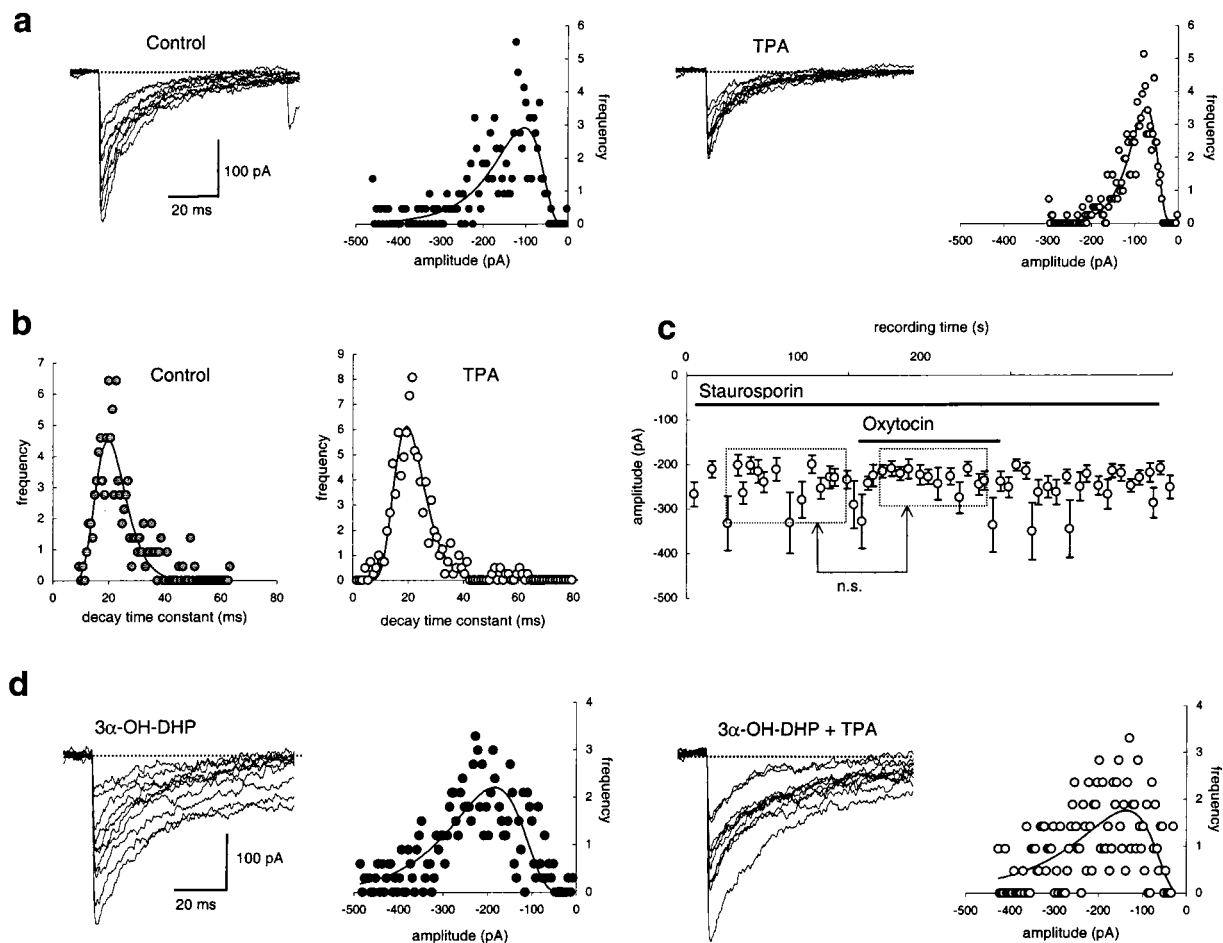 a
Control
100 pA
20 ms
6
5
4
3
2
1
0
frequency
-500 -400 -300 -200 -100 0
amplitude (pA)
TPA
6
5
4
3
2
1
0
frequency
-500 -400 -300 -200 -100 0
amplitude (pA)
b
Control
7
6
5
4
3
2
1
0
frequency
0 20 40 60 80
decay time constant (ms)
TPA
9
8
7
6
5
4
3
2
1
0
frequency
0 20 40 60 80
decay time constant (ms)
c
recording time (s)
0 100 200
0
-100
-200
-300
-400
-500
amplitude (pA)
Staurosporin
Oxytocin
n.s.
d
3α-OH-DHP
100 pA
20 ms
4
3
2
1
0
frequency
-500 -400 -300 -200 -100 0
amplitude (pA)
3α-OH-DHP + TPA
4
3
2
1
0
frequency
-500 -400 -300 -200 -100 0
amplitude (pA)